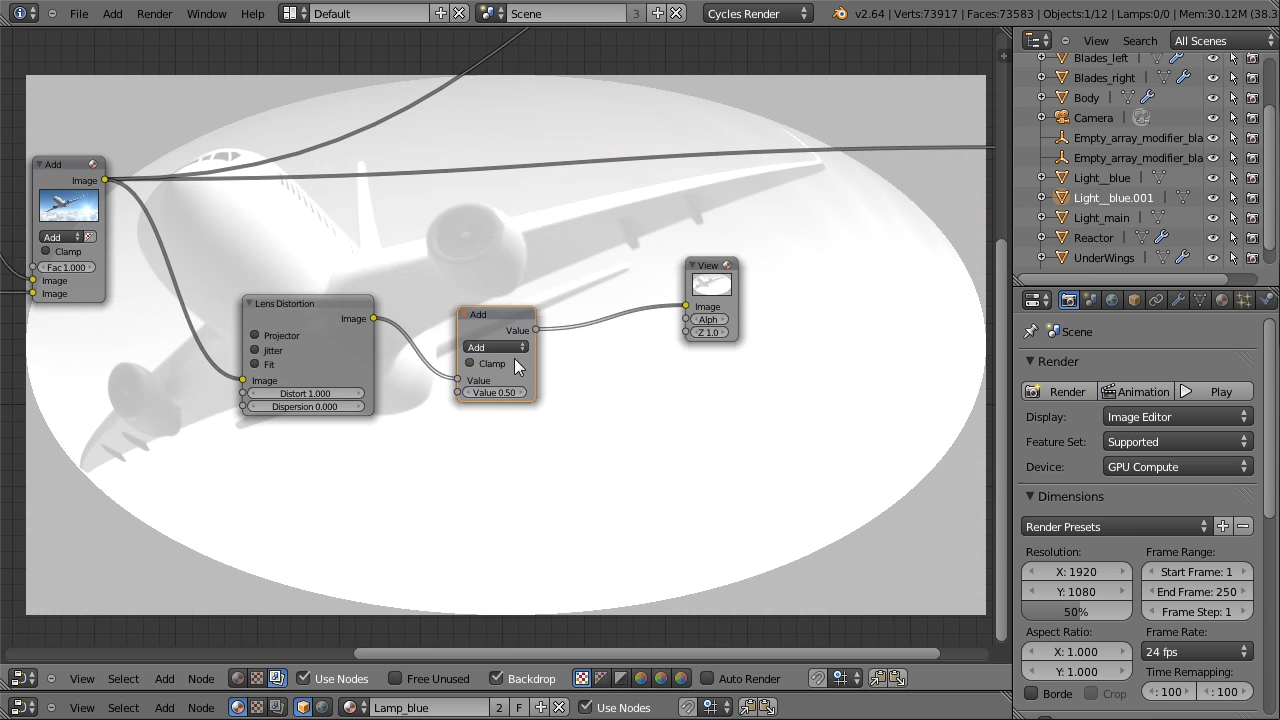 File Add Render Window Help Default Scene 3 Cycles Render v2.64 | Verts:73917 | Faces:73583 | Objects:1/12 | Lamps:0/0 | Mem:30.12M (38.3
View Search All Scenes
Blades_left
Blades_right
Body
Camera
Empty_array_modifier_bla
Empty_array_modifier_bla
Light__blue
Light__blue.001
Light_main
Reactor
UnderWings
Add
Image
Add
Clamp
Fac 1.000
Image
Image
Lens Distortion
Image
Projector
Jitter
Fit
Image
Distort 1.000
Dispersion 0.000
Add
Value
Add
Clamp
Value
Value 0.50
View
Image
Alph
Z 1.0
Scene
Render
Render Animation Play
Display: Image Editor
Feature Set: Supported
Device: GPU Compute
Dimensions
Render Presets
Resolution: Frame Range:
X: 1920 Start Frame: 1
Y: 1080 End Frame: 250
50% Frame Step: 1
Aspect Ratio: Frame Rate:
X: 1.000 24 fps
Y: 1.000 Time Remapping:
Borde Crop : 100 : 100
View Select Add Node Use Nodes Free Unused Backdrop Auto Render
View Select Add Node Lamp_blue 2 F Use Nodes